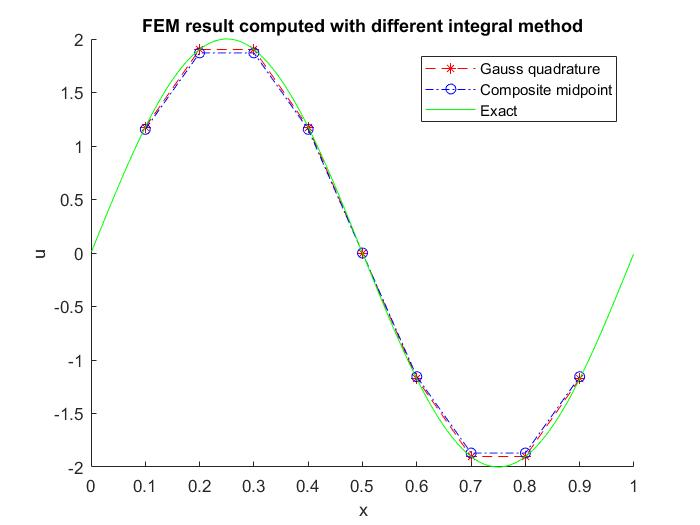 FEM result computed with different integral method
Gauss quadrature
Composite midpoint
Exact
2
1.5
1
0.5
0
-0.5
-1
-1.5
-2
u
0 0.1 0.2 0.3 0.4 0.5 0.6 0.7 0.8 0.9 1
x